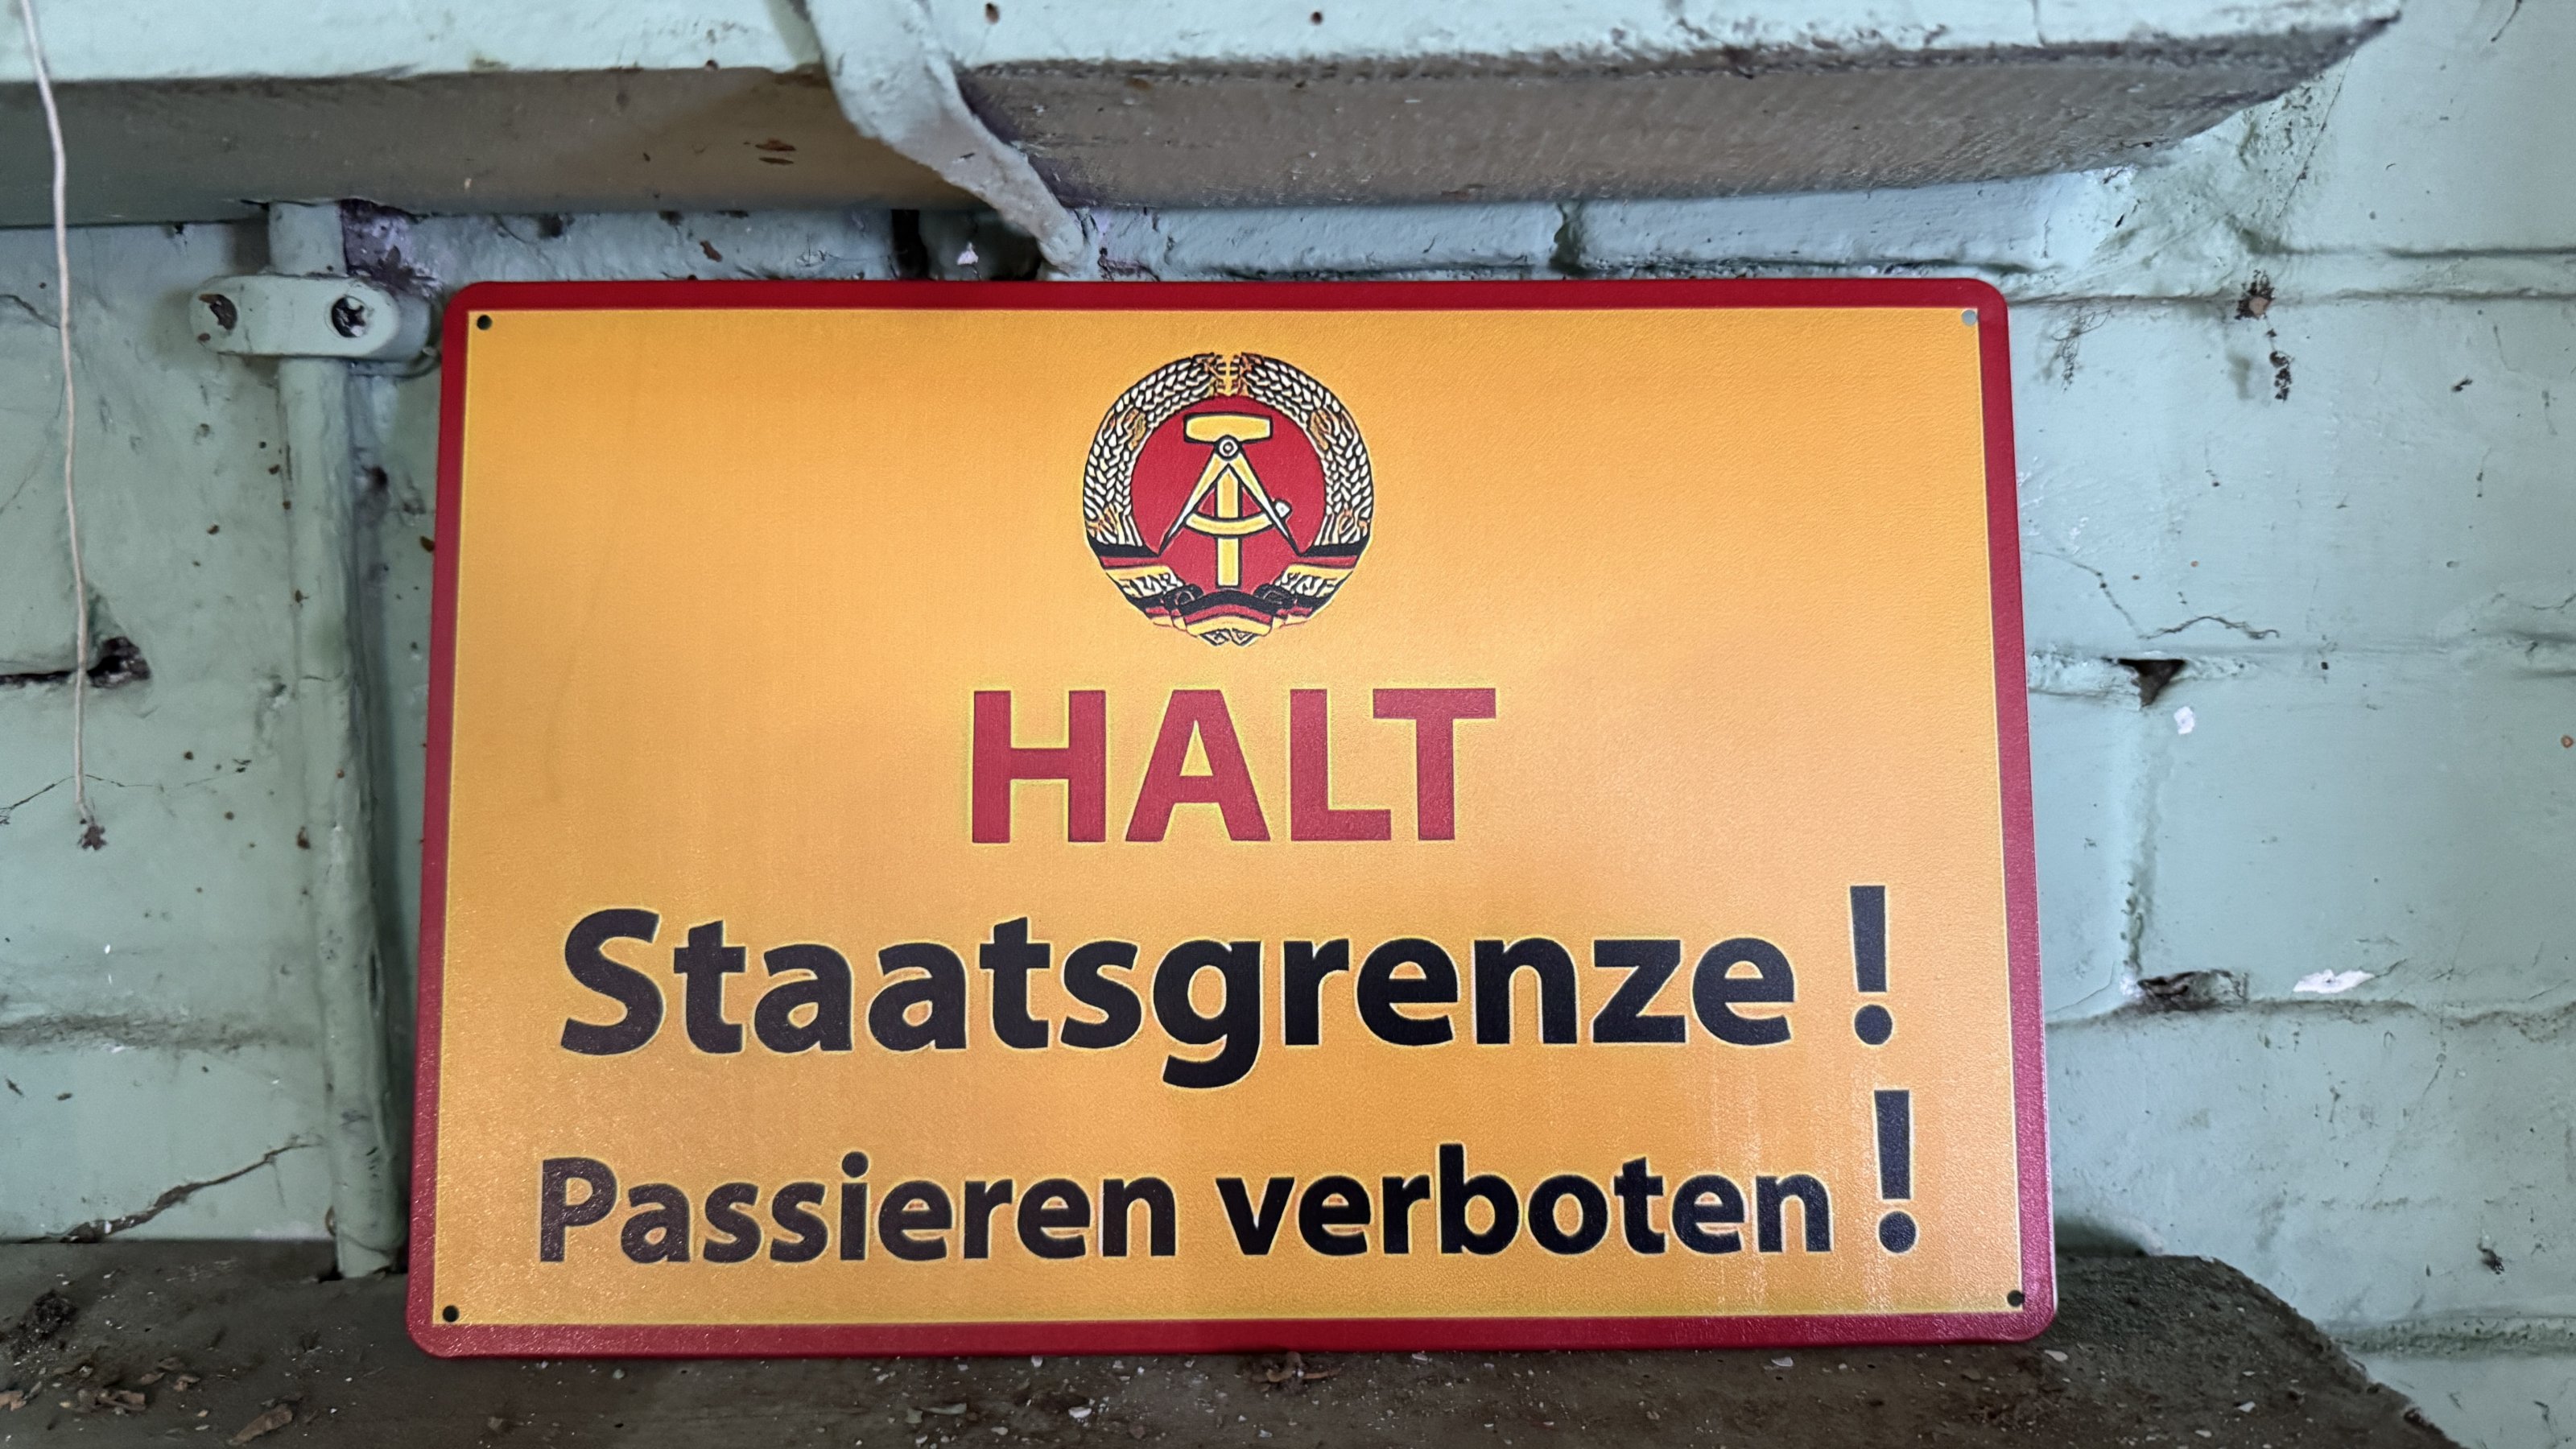 HALT
Staatsgrenze !
Passieren verboten !